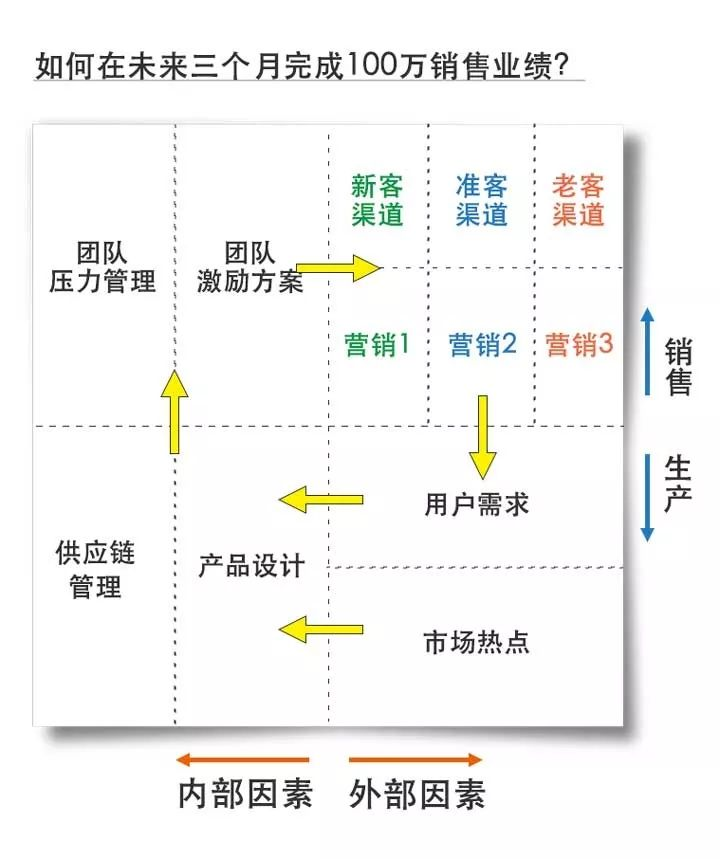 如何在未来三个月完成100万销售业绩?
团队
压力管理
团队
激励方案
新客
渠道
准客
渠道
老客
渠道
营销1
营销2
营销3
销售
生产
用户需求
供应链
管理
产品设计
市场热点
内部因素
外部因素